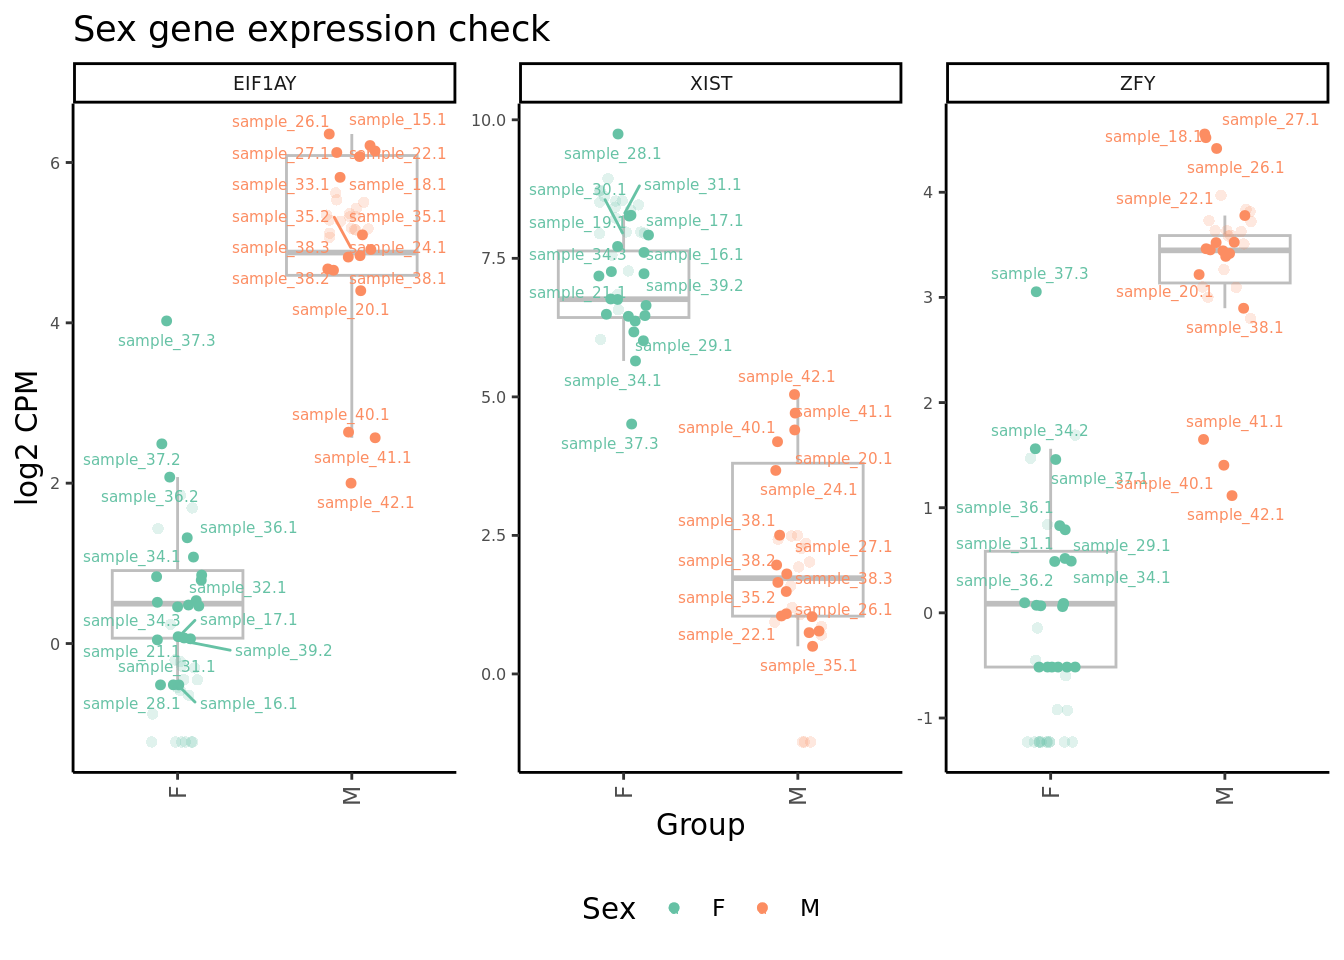 Sex gene expression check
EIF1AY
XIST
ZFY
log2 CPM
6
4
2
0
sample_26.1
sample_15.1
sample_27.1
sample_22.1
sample_33.1
sample_18.1
sample_35.2
sample_35.1
sample_38.3
sample_24.1
sample_38.2
sample_38.1
sample_20.1
sample_37.3
sample_40.1
sample_41.1
sample_37.2
sample_42.1
sample_36.2
sample_36.1
sample_34.1
sample_32.1
sample_34.3
sample_17.1
sample_21.1
sample_39.2
sample_31.1
sample_28.1
sample_16.1
F
M
10.0
7.5
5.0
2.5
0.0
sample_28.1
sample_30.1
sample_31.1
sample_19.1
sample_17.1
sample_34.3
sample_16.1
sample_21.1
sample_39.2
sample_29.1
sample_34.1
sample_42.1
sample_41.1
sample_40.1
sample_37.3
sample_20.1
sample_24.1
sample_38.1
sample_27.1
sample_38.2
sample_38.3
sample_35.2
sample_26.1
sample_22.1
sample_35.1
F
M
4
3
2
1
0
-1
sample_27.1
sample_18.1
sample_26.1
sample_22.1
sample_37.3
sample_20.1
sample_38.1
sample_41.1
sample_34.2
sample_37.1
sample_40.1
sample_36.1
sample_42.1
sample_31.1
sample_29.1
sample_36.2
sample_34.1
F
M
Group
Sex
F
M